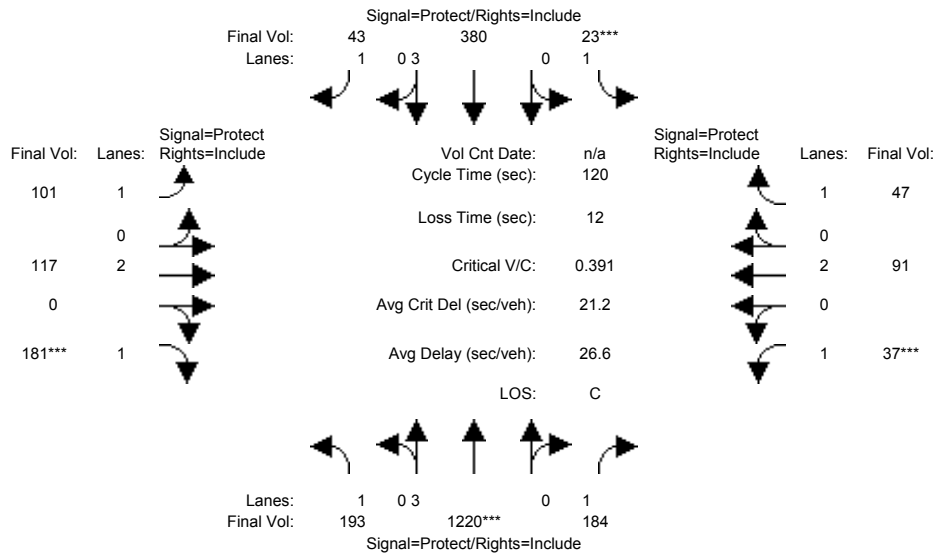 Signal=Protect/Rights=Include
Final Vol: 43 380 23***
Lanes: 1 0 3 0 1
Signal=Protect
Final Vol: Lanes: Rights=Include
Vol Cnt Date: n/a
Signal=Protect
Rights=Include Lanes: Final Vol:
Cycle Time (sec): 120
101 1
1 47
Loss Time (sec): 12
0
0
117 2
Critical V/C: 0.391
2 91
0
Avg Crit Del (sec/veh): 21.2
0
181*** 1
Avg Delay (sec/veh): 26.6
1 37***
LOS: C
Lanes: 1 0 3 0 1
Final Vol: 193 1220*** 184
Signal=Protect/Rights=Include